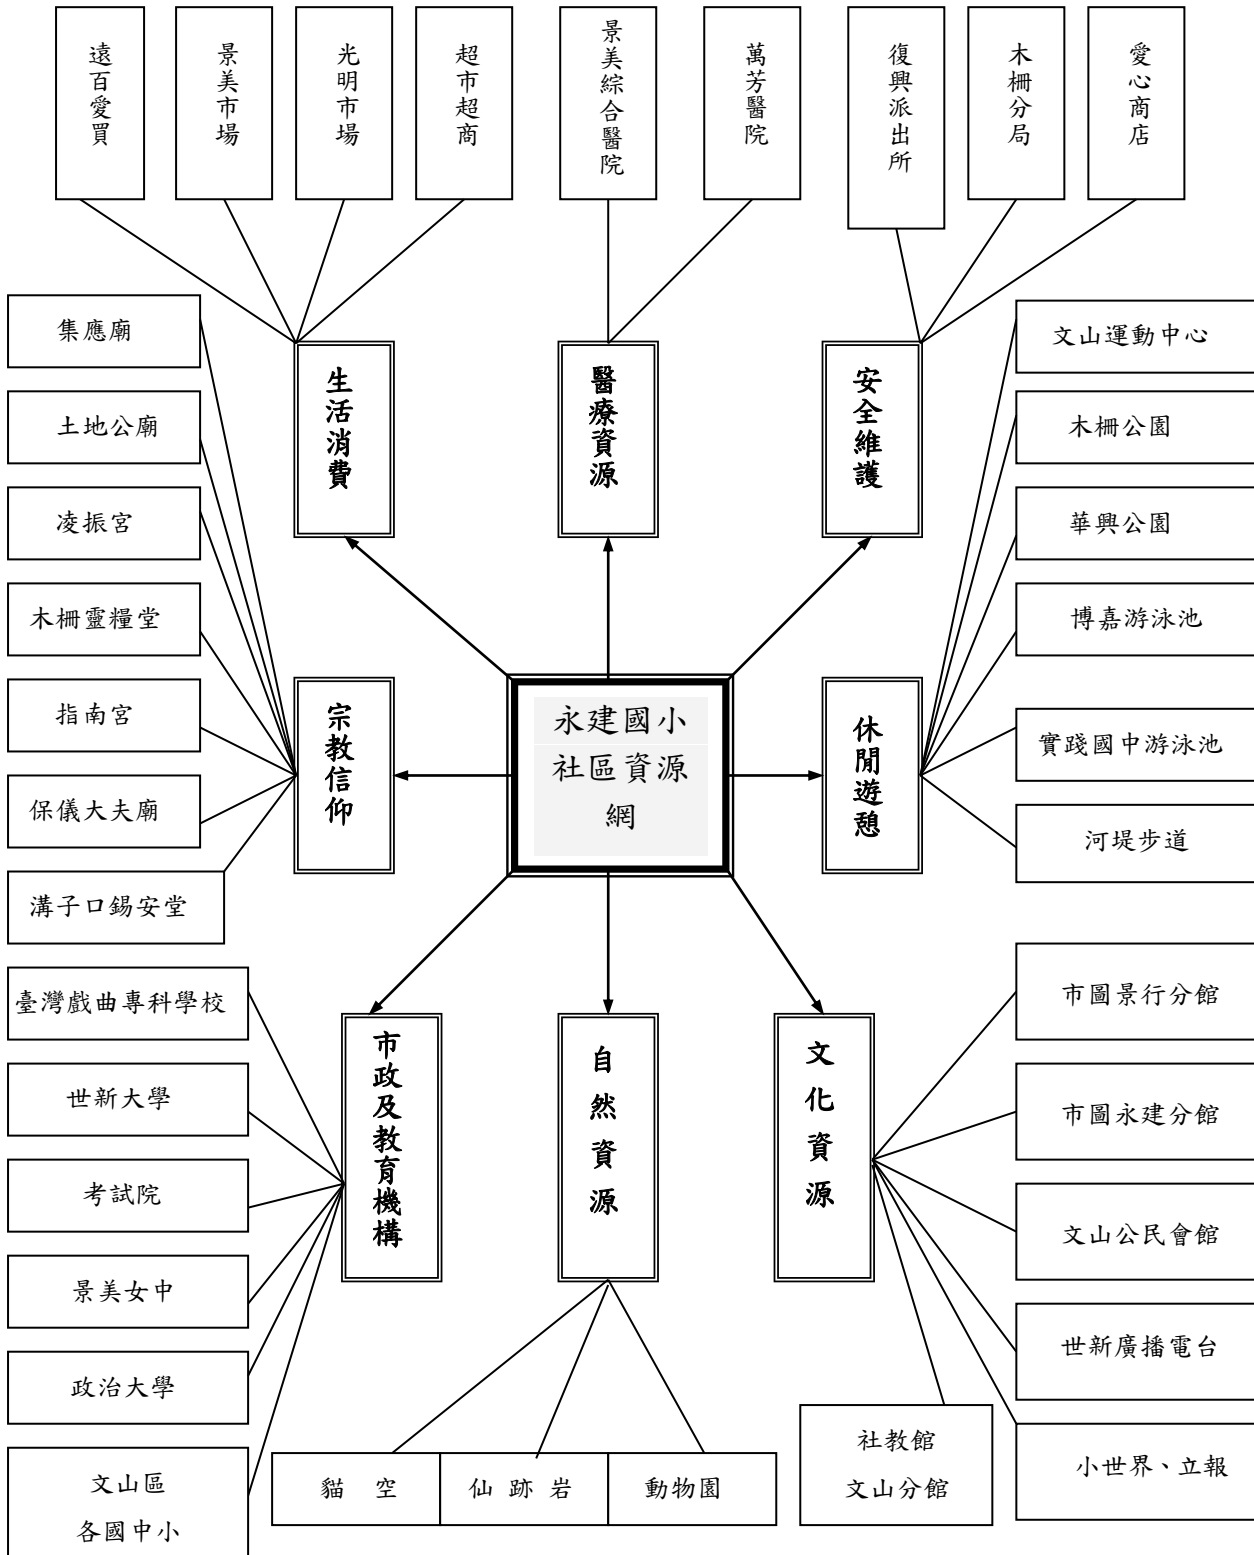 遠百愛買
景美市場
光明市場
超市超商
景美綜合醫院
萬芳醫院
復興派出所
木柵分局
愛心商店
生活消費
醫療資源
安全維護
集應廟
土地公廟
凌振宮
木柵靈糧堂
指南宮
保儀大夫廟
溝子口錫安堂
宗教信仰
永建國小
社區資源
網
休閒遊憩
文山運動中心
木柵公園
華興公園
博嘉游泳池
實踐國中游泳池
河堤步道
臺灣戲曲專科學校
世新大學
考試院
景美女中
政治大學
文山區
各國中小
市政及教育機構
自然資源
文化資源
市圖景行分館
市圖永建分館
文山公民會館
世新廣播電台
小世界、立報
社教館
文山分館
貓 空
仙 跡 岩
動物園